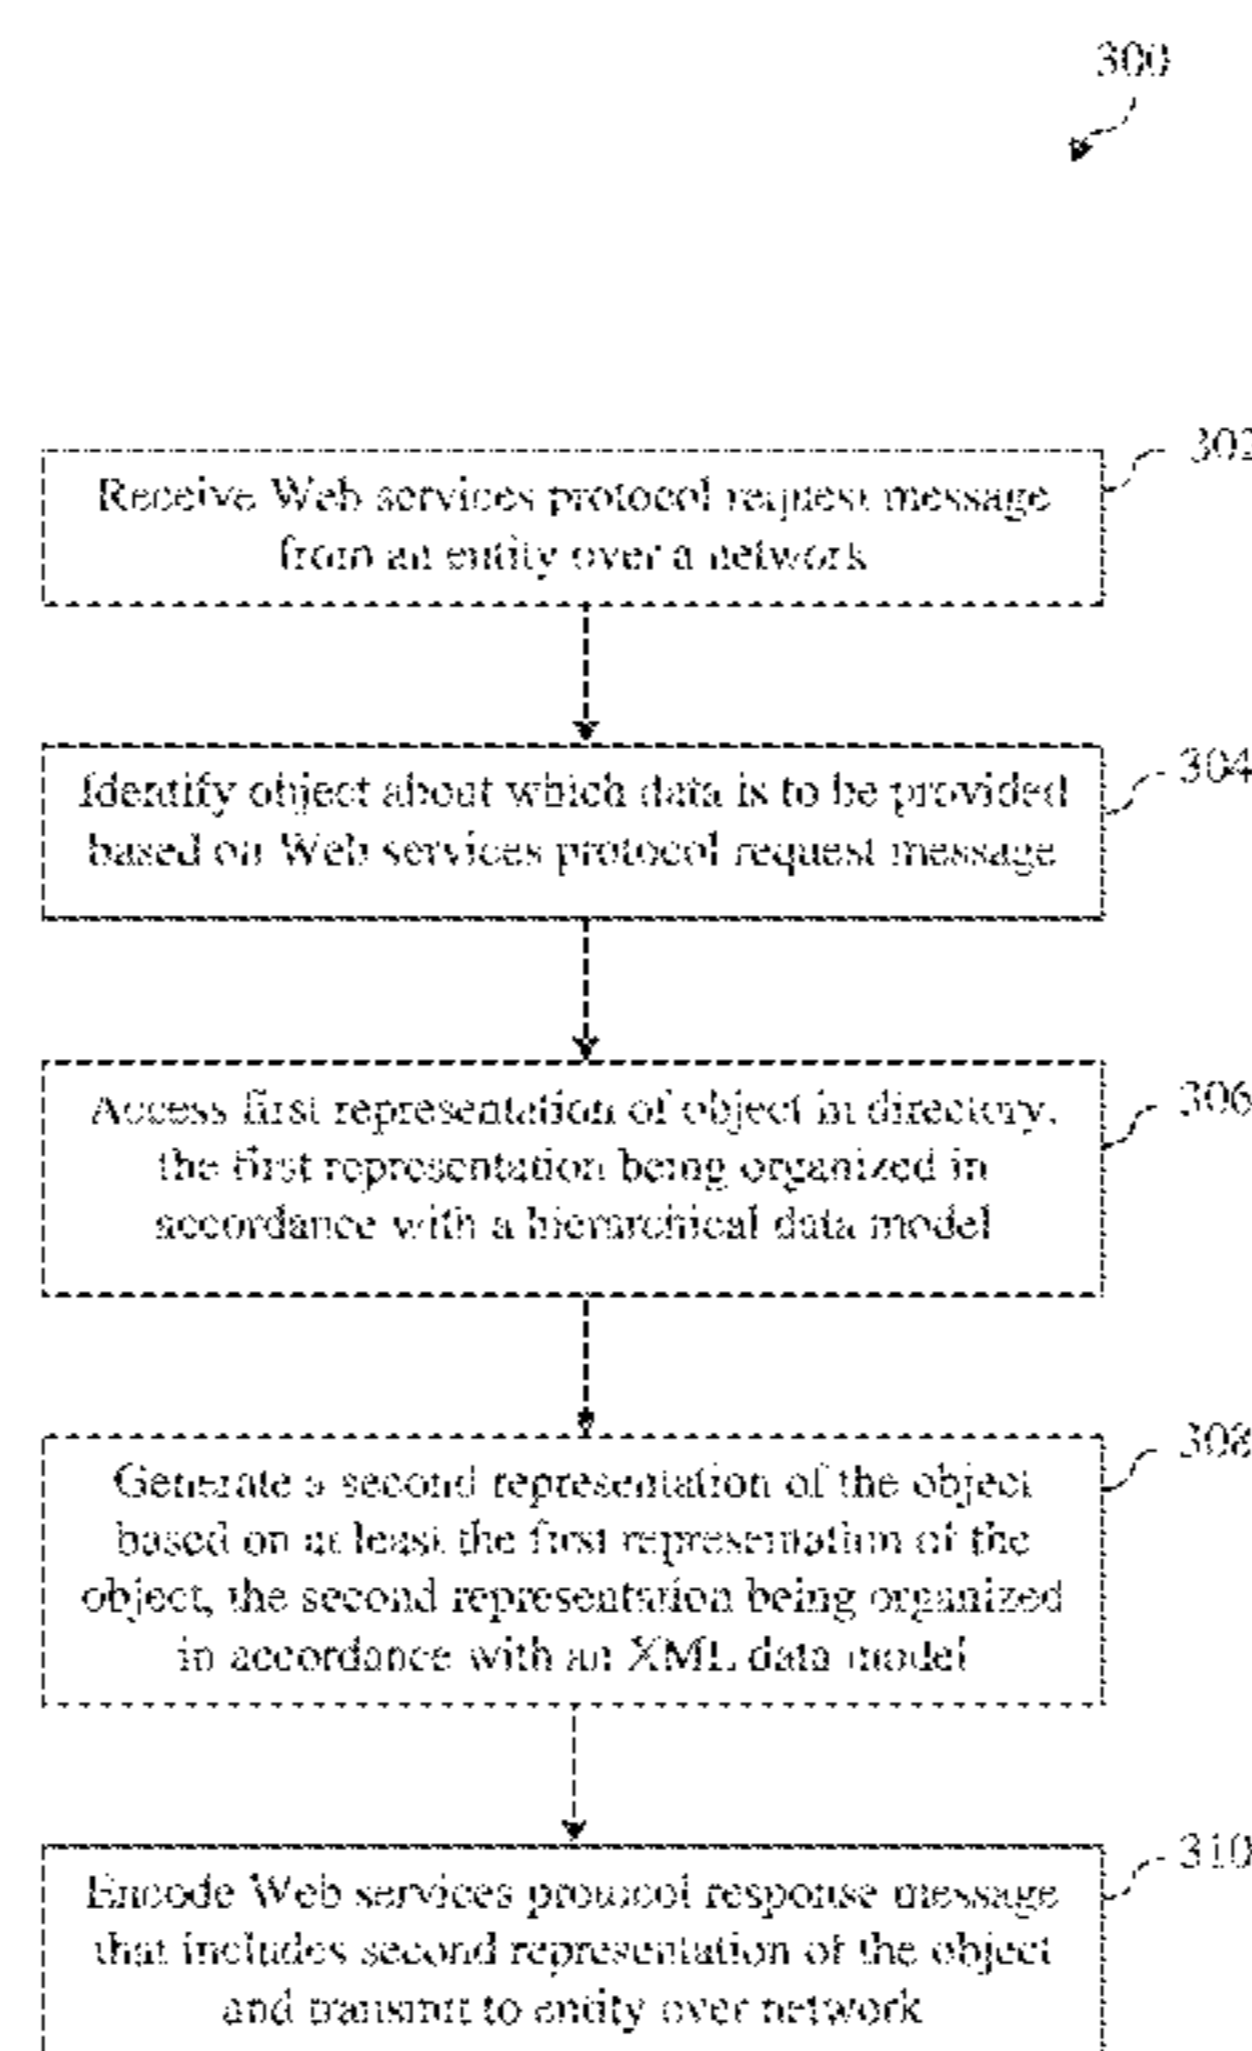 300
302
Receive Web services protocol request message
from an entity over a network
304
Identify object about which data is to be provided
based on Web services protocol request message
306
Access first representation of object in directory,
the first representation being organized in
accordance with a hierarchical data model
308
Generate a second representation of the object
based on at least the first representation of the
object, the second representation being organized
in accordance with an XML data model
310
Encode Web services protocol response message
that includes second representation of the object
and transmit to entity over network